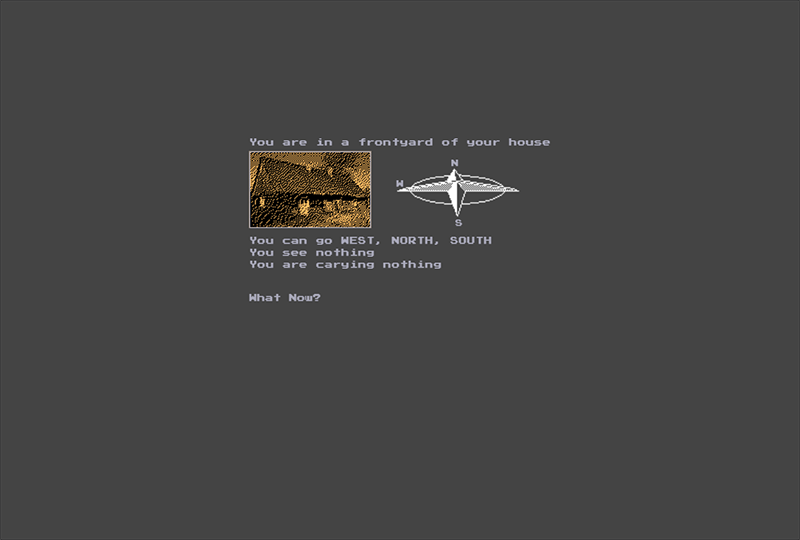 You are in a frontyard of your house
N
W
S
You can go WEST, NORTH, SOUTH
You see nothing
You are carying nothing
What Now?